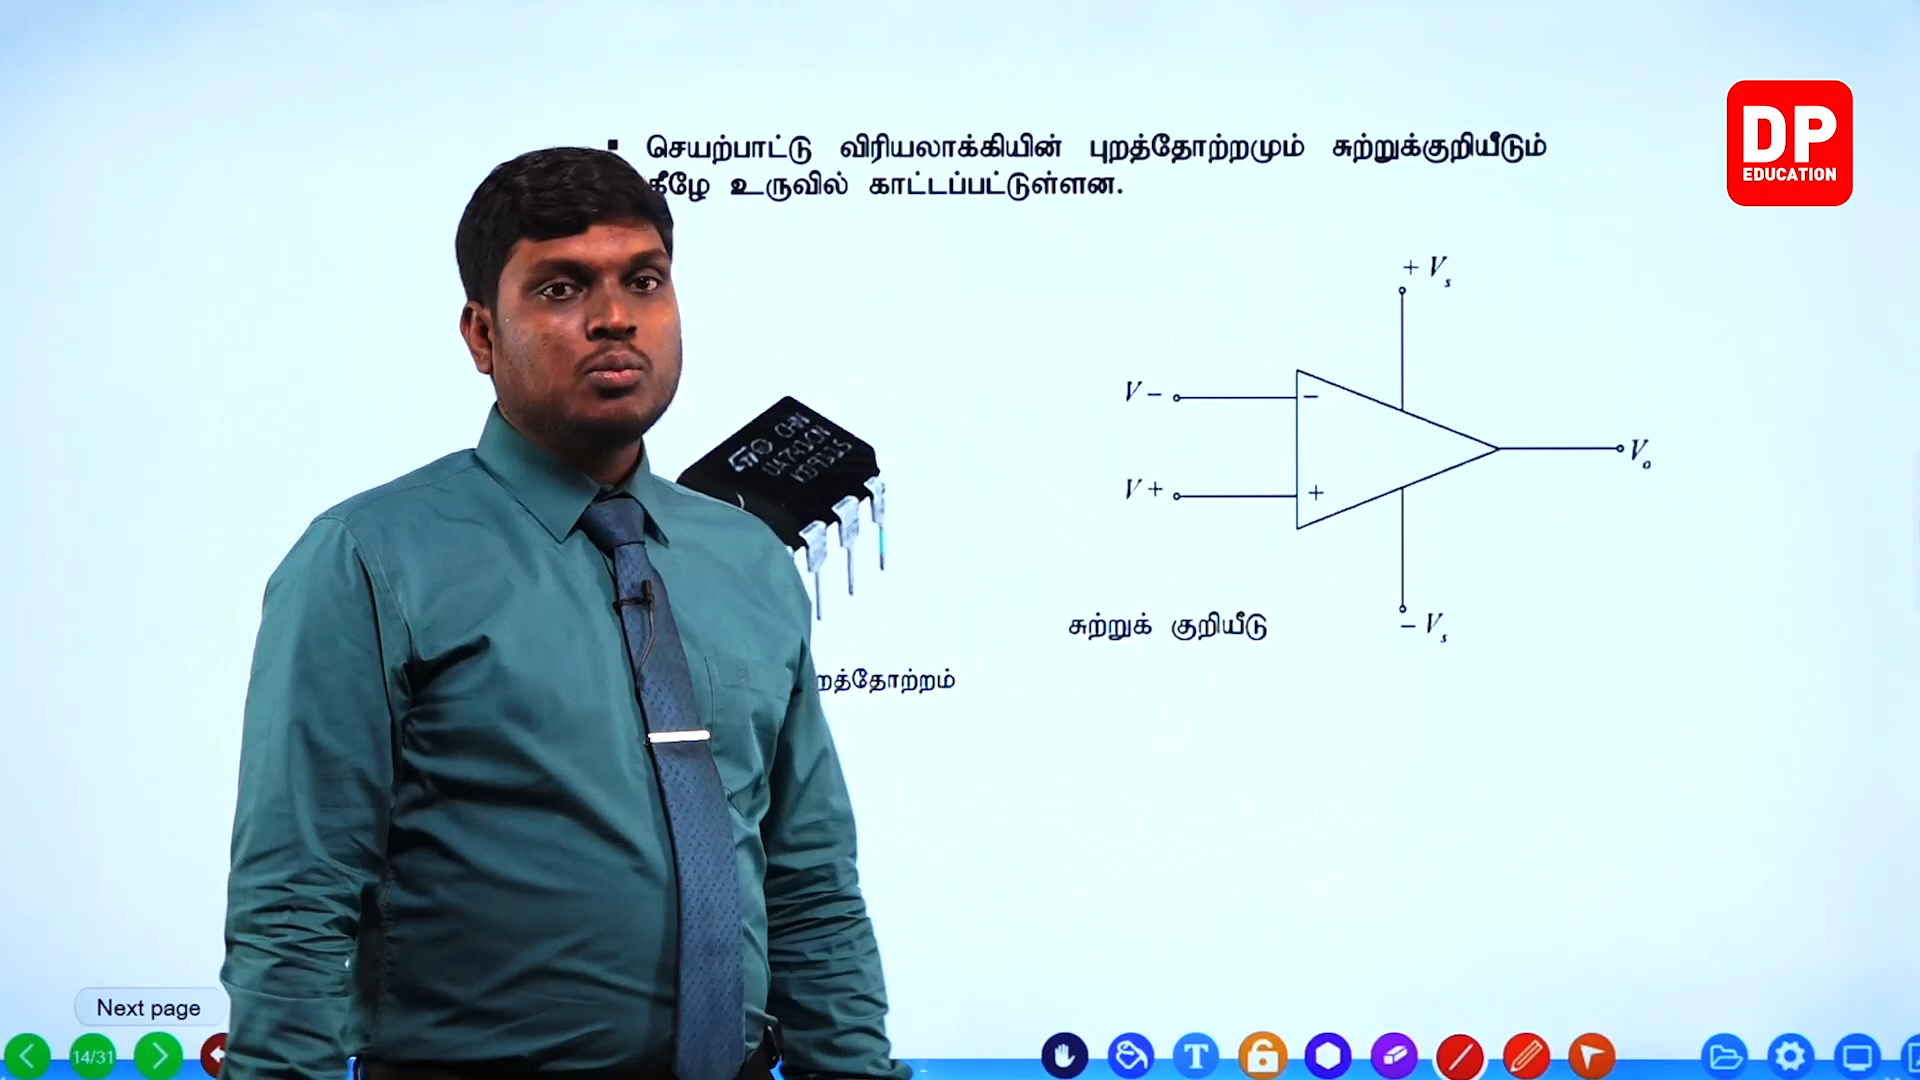 செயற்பாட்டு விரியலாக்கியின் புறத்தோற்றமும் சுற்றுக்குறியீடும்
கீழே உருவில் காட்டப்பட்டுள்ளன.
DP
EDUCATION
+ Vs
V −
−
V +
+
Vo
− Vs
UA741CN
சுற்றுக் குறியீடு
றத்தோற்றம்
Next page
14/31
T